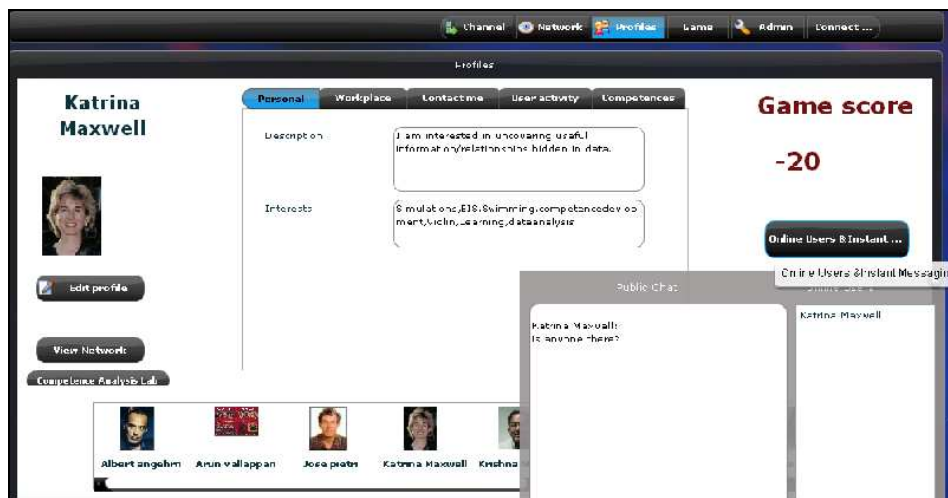 Channel
Network
Profiles
Game
Admin
Connect ...
Profiles
Katrina
Maxwell
Edit profile
View Network
Competence Analysis Lab
Personal
Workplace
Contact me
User activity
Competences
Description
I am interested in uncovering useful
information/relationships hidden in data.
Interests
Simulations,EIS,Swimming,competencedevelop
ment,Violin,Learning,dataanalysis
Game score
-20
Online Users & Instant ...
Online Users &Instant Messagin
Public Chat
Katrina Maxwell:
Is anyone there?
Katrina Maxwell
Albert angehrn
Arun vallappan
Jose pietri
Katrina Maxwell
Krishna